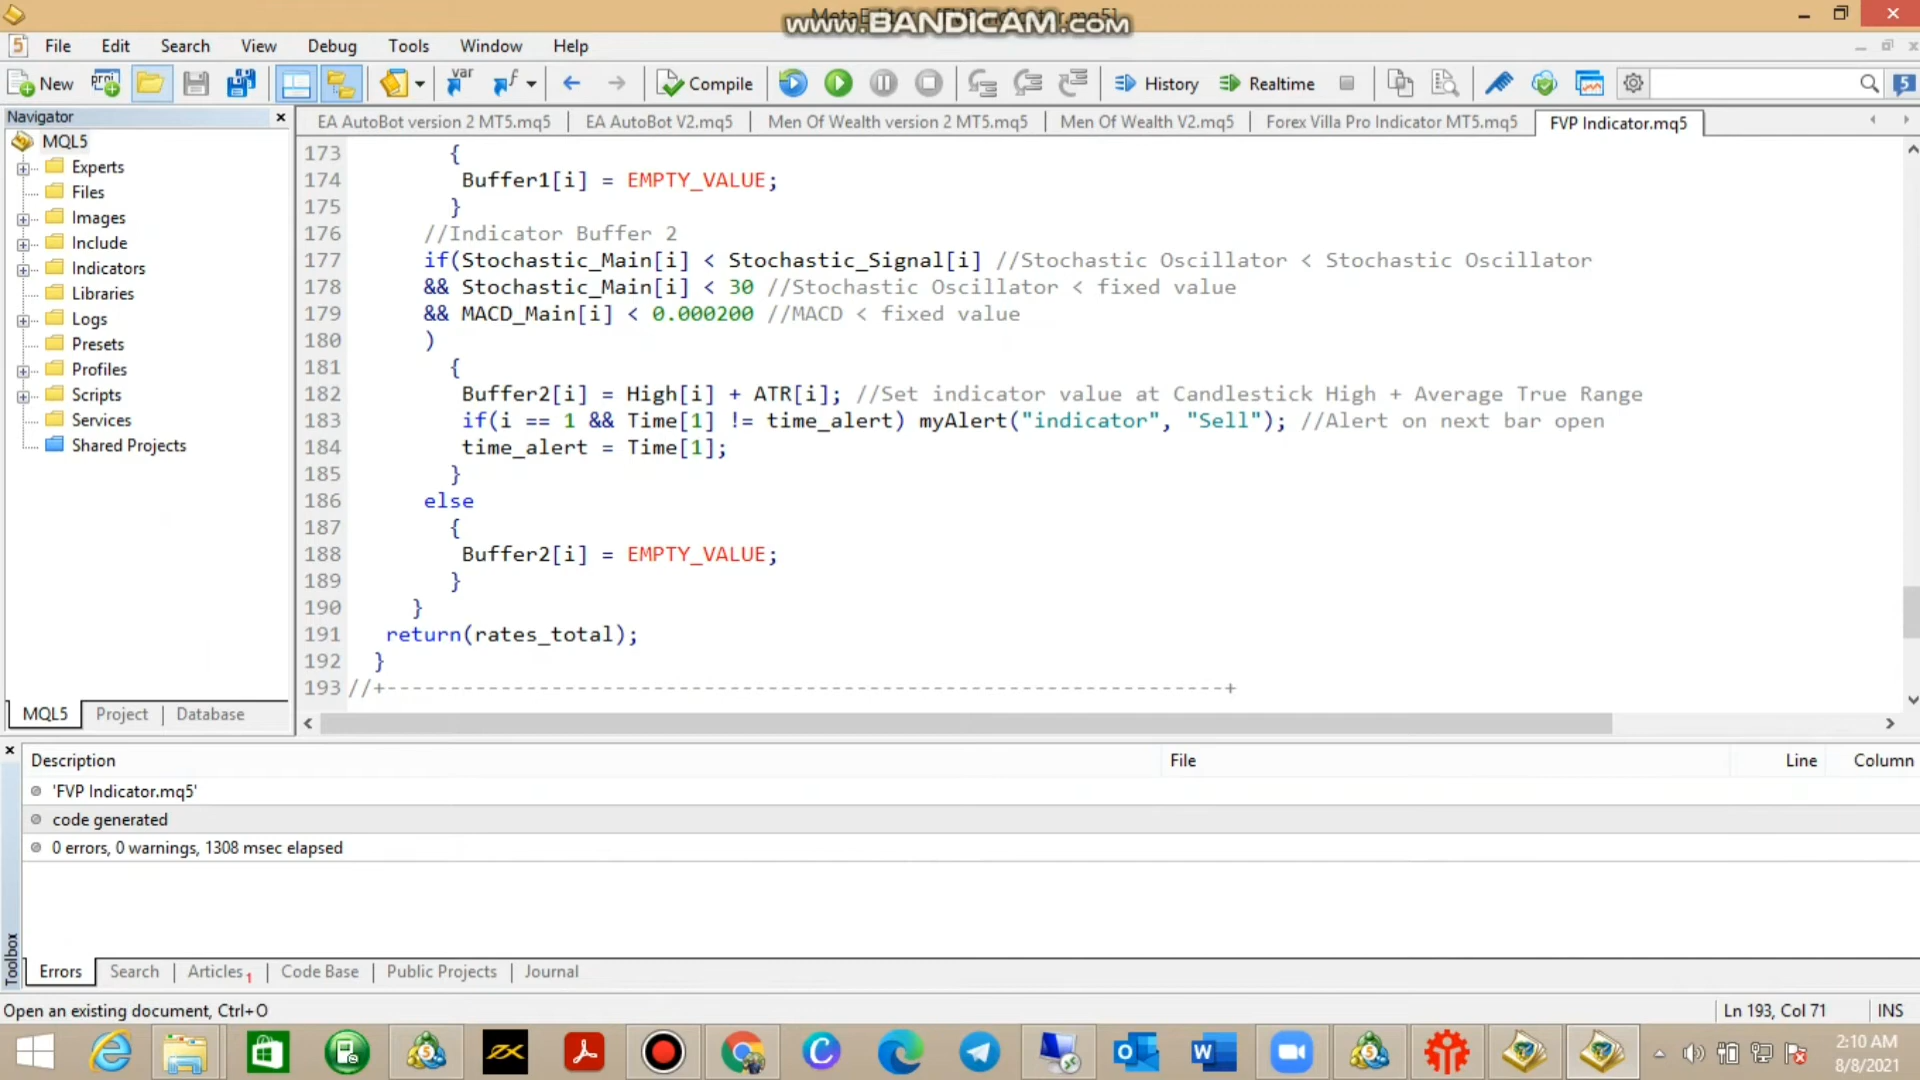 www.BANDICAM.com
File Edit Search View Debug Tools Window Help
New Compile History Realtime
Navigator
EA AutoBot version 2 MT5.mq5 EA AutoBot V2.mq5 Men Of Wealth version 2 MT5.mq5 Men Of Wealth V2.mq5 Forex Villa Pro Indicator MT5.mq5 FVP Indicator.mq5
MQL5
Experts
Files
Images
Include
Indicators
Libraries
Logs
Presets
Profiles
Scripts
Services
Shared Projects
MQL5 Project Database
173 {
174 Buffer1[i] = EMPTY_VALUE;
175 }
176 //Indicator Buffer 2
177 if(Stochastic_Main[i] < Stochastic_Signal[i] //Stochastic Oscillator < Stochastic Oscillator
178 && Stochastic_Main[i] < 30 //Stochastic Oscillator < fixed value
179 && MACD_Main[i] < 0.000200 //MACD < fixed value
180 )
181 {
182 Buffer2[i] = High[i] + ATR[i]; //Set indicator value at Candlestick High + Average True Range
183 if(i == 1 && Time[1] != time_alert) myAlert("indicator", "Sell"); //Alert on next bar open
184 time_alert = Time[1];
185 }
186 else
187 {
188 Buffer2[i] = EMPTY_VALUE;
189 }
190 }
191 return(rates_total);
192 }
193 //+------------------------------------------------------------------+
Description File Line Column
'FVP Indicator.mq5'
code generated
0 errors, 0 warnings, 1308 msec elapsed
Toolbox
Errors Search Articles 1 Code Base Public Projects Journal
Open an existing document, Ctrl+O Ln 193, Col 71 INS
2:10 AM
8/8/2021